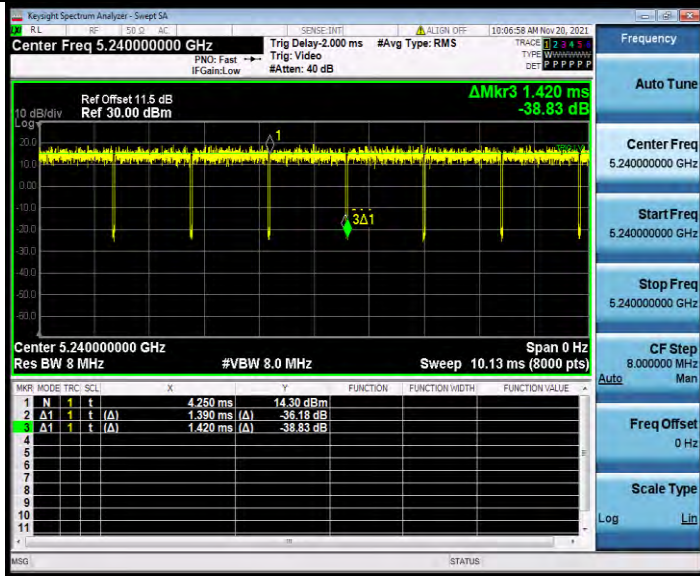 Keysight Spectrum Analyzer - Swept SA
RL RF 50 Ω AC SENSE:INT ALIGN OFF 10:06:58 AM Nov 20, 2021
Center Freq 5.240000000 GHz Trig Delay-2.000 ms #Avg Type: RMS TRACE 1 2 3 4 5 6
PNO: Fast Trig: Video TYPE
IFGain:Low #Atten: 40 dB DET P P P P P P
ΔMkr3 1.420 ms
-38.83 dB
Ref Offset 11.5 dB
10 dB/div Ref 30.00 dBm
Log
20.0
10.0
0.00
-10.0
-20.0
-30.0
-40.0
-50.0
-60.0
1
3Δ1
Center 5.240000000 GHz Span 0 Hz
Res BW 8 MHz #VBW 8.0 MHz Sweep 10.13 ms (8000 pts)
MKR MODE TRC SCL X Y FUNCTION FUNCTION WIDTH FUNCTION VALUE
1 N 1 t 4.250 ms 14.30 dBm
2 Δ1 1 t (Δ) 1.390 ms (Δ) -36.18 dB
3 Δ1 1 t (Δ) 1.420 ms (Δ) -38.83 dB
4
5
6
7
8
9
10
11
MSG STATUS
Frequency
Auto Tune
Center Freq
5.240000000 GHz
Start Freq
5.240000000 GHz
Stop Freq
5.240000000 GHz
CF Step
8.000000 MHz
Auto Man
Freq Offset
0 Hz
Scale Type
Log Lin